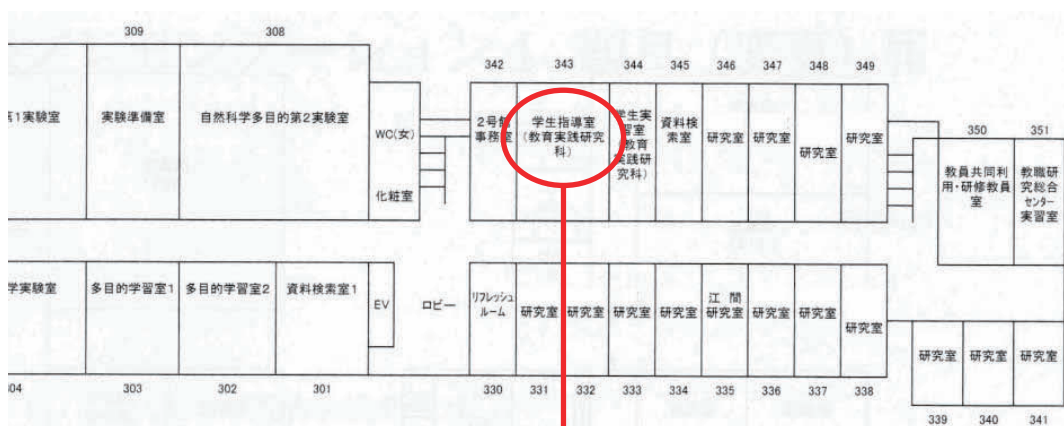 309 308
342 343 344 345 346 347 348 349
第1実験室
実験準備室
自然科学多目的第2実験室
WC(女)
化粧室
2号館
事務室
学生指導室
(教育実践研究
科)
学生実
習室
(教育
実践研
究科)
資料検
索室
研究室
研究室
研究室
研究室
350 351
教員共同利
用・研修教員
室
教職研
究総合
センター
実習室
学実験室
多目的学習室1
多目的学習室2
資料検索室1
EV
ロビー
リフレッシュ
ルーム
研究室
研究室
研究室
研究室
江間
研究室
研究室
研究室
研究室
研究室
研究室
研究室
304 303 302 301
330 331 332 333 334 335 336 337 338
339 340 341